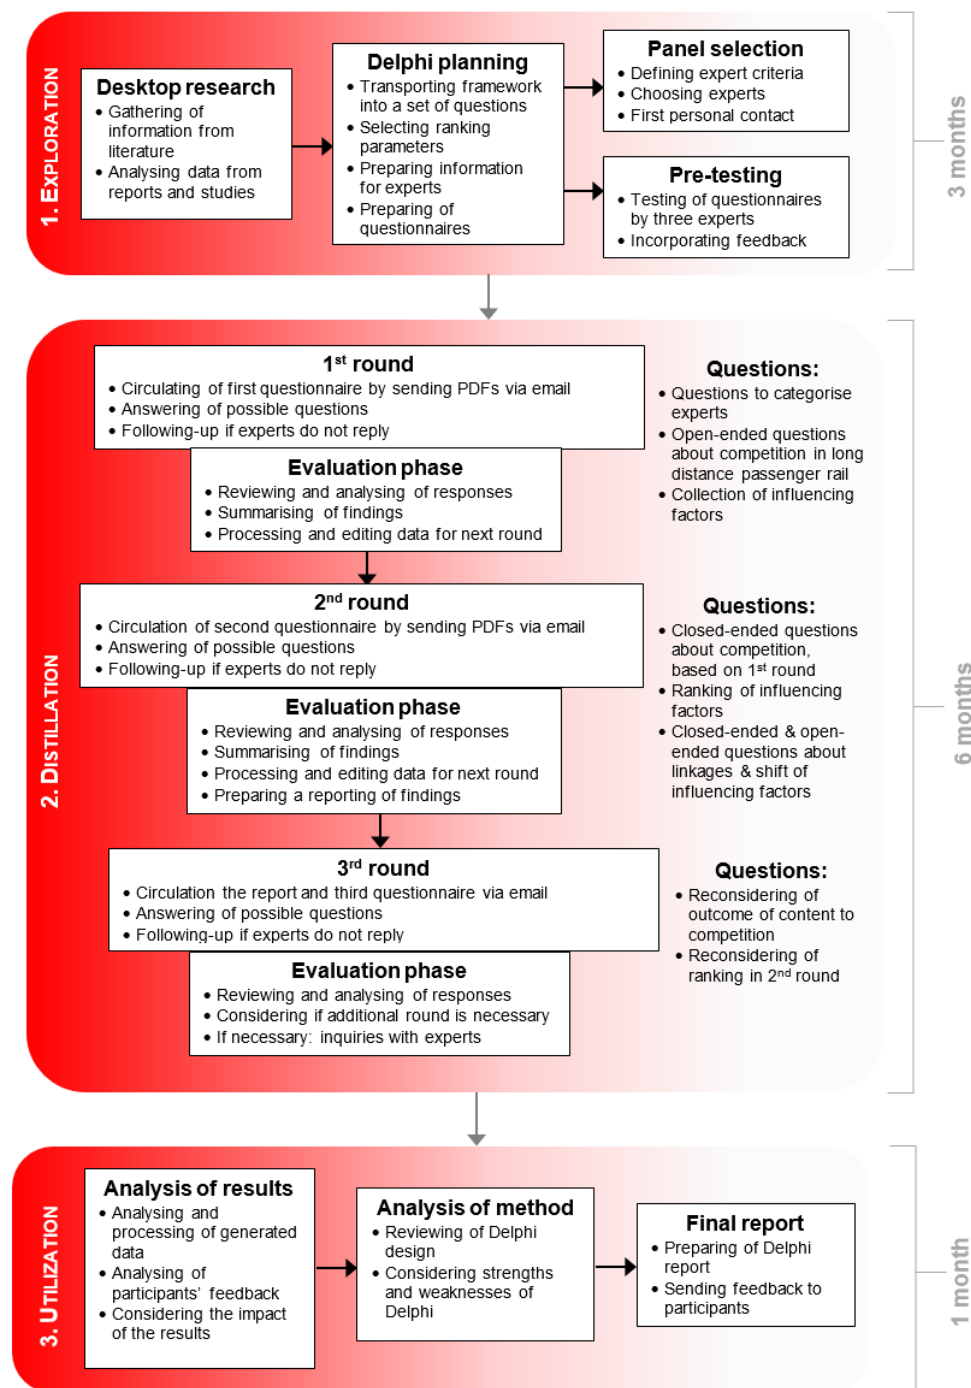 1. EXPLORATION
Desktop research
• Gathering of
information from
literature
• Analysing data from
reports and studies
Delphi planning
• Transporting framework
into a set of questions
• Selecting ranking
parameters
• Preparing information
for experts
• Preparing of
questionnaires
Panel selection
• Defining expert criteria
• Choosing experts
• First personal contact
Pre-testing
• Testing of questionnaires
by three experts
• Incorporating feedback
3 months
2. DISTILLATION
1st round
• Circulating of first questionnaire by sending PDFs via email
• Answering of possible questions
• Following-up if experts do not reply
Evaluation phase
• Reviewing and analysing of responses
• Summarising of findings
• Processing and editing data for next round
Questions:
• Questions to categorise
experts
• Open-ended questions
about competition in long
distance passenger rail
• Collection of influencing
factors
2nd round
• Circulation of second questionnaire by sending PDFs via email
• Answering of possible questions
• Following-up if experts do not reply
Evaluation phase
• Reviewing and analysing of responses
• Summarising of findings
• Processing and editing data for next round
• Preparing a reporting of findings
Questions:
• Closed-ended questions
about competition,
based on 1st round
• Ranking of influencing
factors
• Closed-ended & open-
ended questions about
linkages & shift of
influencing factors
3rd round
• Circulation the report and third questionnaire via email
• Answering of possible questions
• Following-up if experts do not reply
Evaluation phase
• Reviewing and analysing of responses
• Considering if additional round is necessary
• If necessary: inquiries with experts
Questions:
• Reconsidering of
outcome of content to
competition
• Reconsidering of
ranking in 2nd round
6 months
3. UTILIZATION
Analysis of results
• Analysing and
processing of generated
data
• Analysing of
participants' feedback
• Considering the impact
of the results
Analysis of method
• Reviewing of Delphi
design
• Considering strengths
and weaknesses of
Delphi
Final report
• Preparing of Delphi
report
• Sending feedback to
participants
1 month